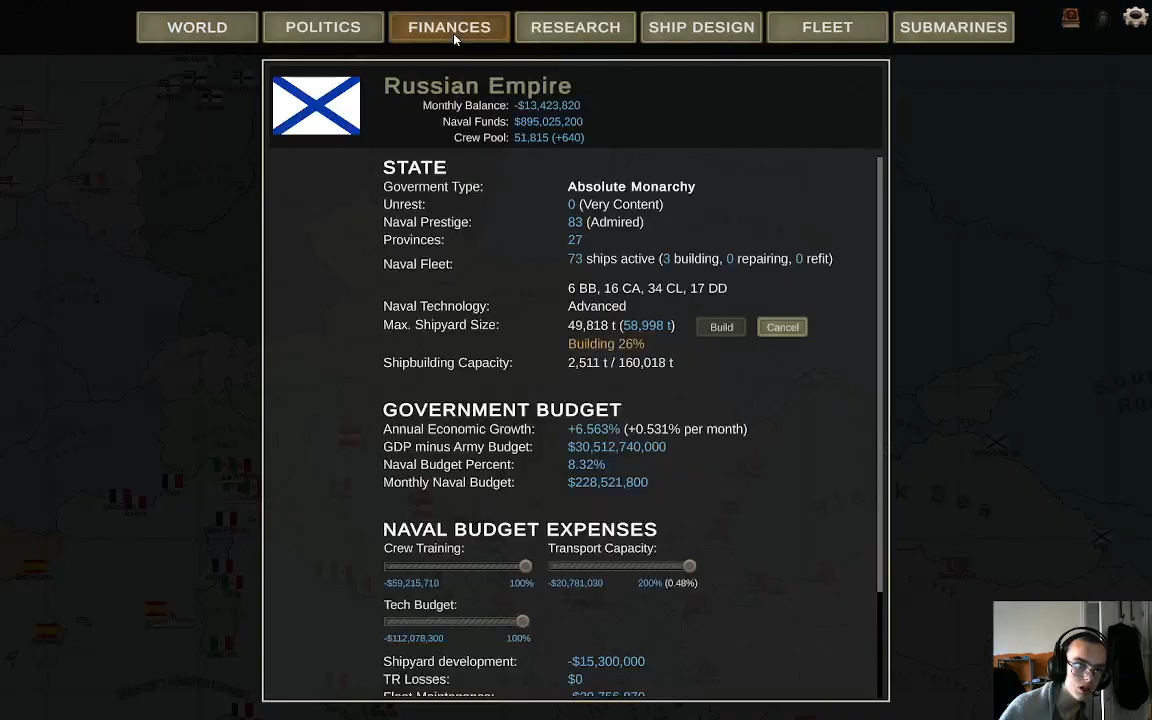 WORLD POLITICS FINANCES RESEARCH SHIP DESIGN FLEET SUBMARINES
Russian Empire
Monthly Balance: -$13,423,820
Naval Funds: $895,025,200
Crew Pool: 51,815 (+640)
STATE
Goverment Type: Absolute Monarchy
Unrest: 0 (Very Content)
Naval Prestige: 83 (Admired)
Provinces: 27
Naval Fleet: 73 ships active (3 building, 0 repairing, 0 refit)
6 BB, 16 CA, 34 CL, 17 DD
Naval Technology: Advanced
Max. Shipyard Size: 49,818 t (58,998 t) Build Cancel
Building 26%
Shipbuilding Capacity: 2,511 t / 160,018 t
GOVERNMENT BUDGET
Annual Economic Growth: +6.563% (+0.531% per month)
GDP minus Army Budget: $30,512,740,000
Naval Budget Percent: 8.32%
Monthly Naval Budget: $228,521,800
NAVAL BUDGET EXPENSES
Crew Training: Transport Capacity:
-$59,215,710 100% -$20,781,030 200% (0.48%)
Tech Budget:
-$112,078,300 100%
Shipyard development: -$15,300,000
TR Losses: $0
Fleet Maintenance: